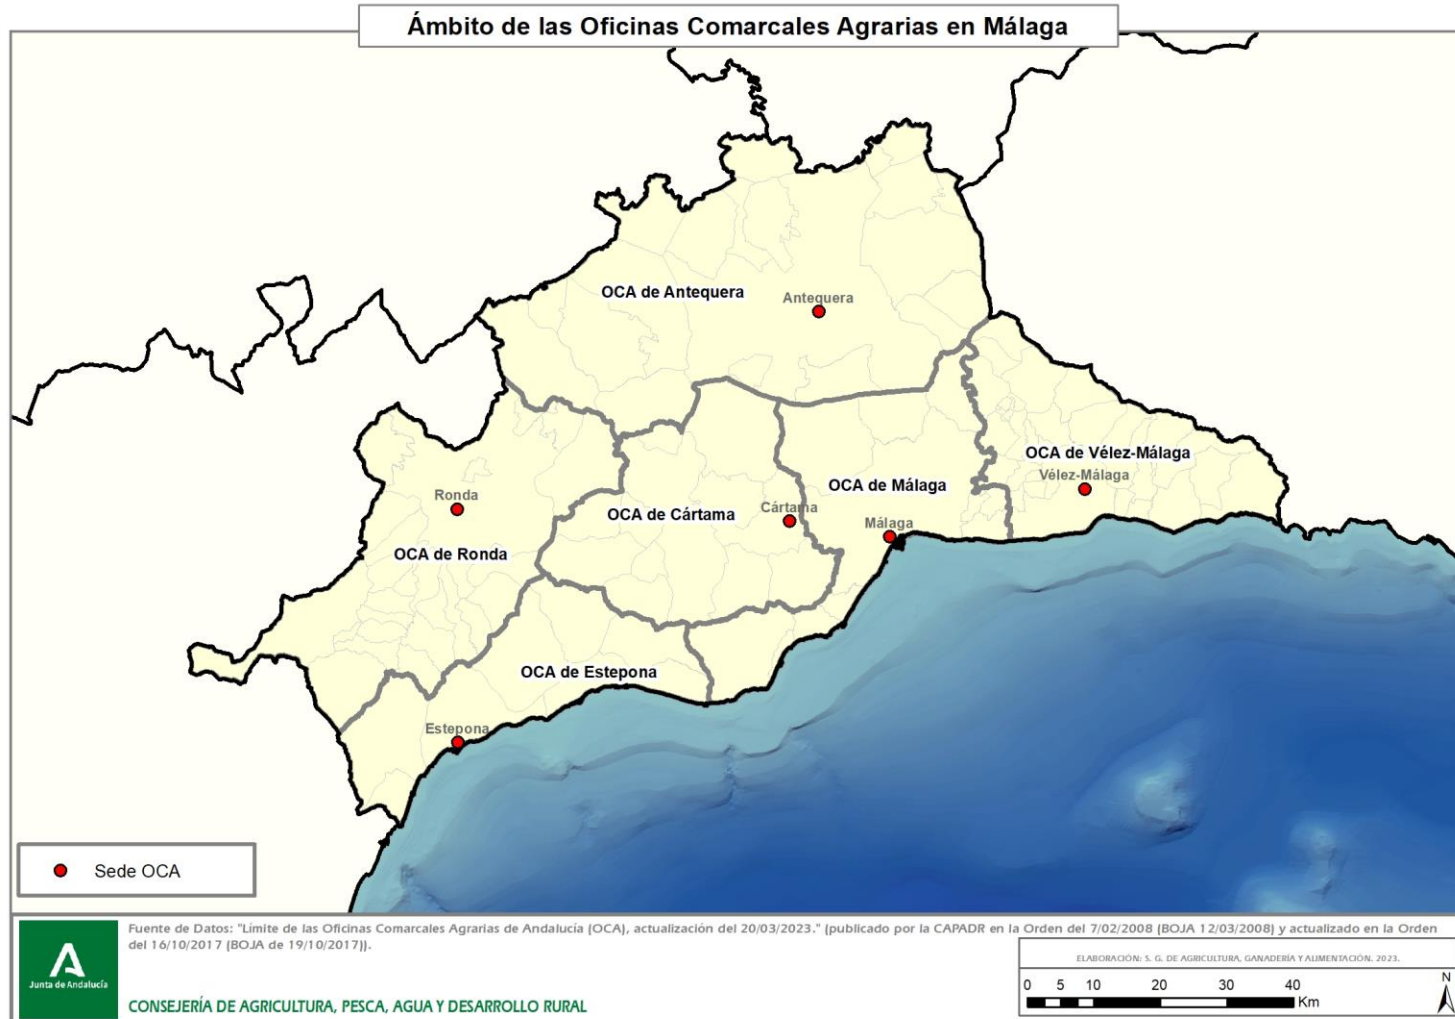 Ámbito de las Oficinas Comarcales Agrarias en Málaga
OCA de Antequera
Antequera
OCA de Vélez-Málaga
Vélez-Málaga
OCA de Málaga
Málaga
Ronda
OCA de Cártama
Cártama
OCA de Ronda
OCA de Estepona
Estepona
Sede OCA
Junta de Andalucía
Fuente de Datos: "Límite de las Oficinas Comarcales Agrarias de Andalucía (OCA), actualización del 20/03/2023." (publicado por la CAPADR en la Orden del 7/02/2008 (BOJA 12/03/2008) y actualizado en la Orden
del 16/10/2017 (BOJA de 19/10/2017)).
CONSEJERÍA DE AGRICULTURA, PESCA, AGUA Y DESARROLLO RURAL
ELABORACIÓN: S. G. DE AGRICULTURA, GANADERÍA Y ALIMENTACIÓN. 2023.
0 5 10 20 30 40
Km
N